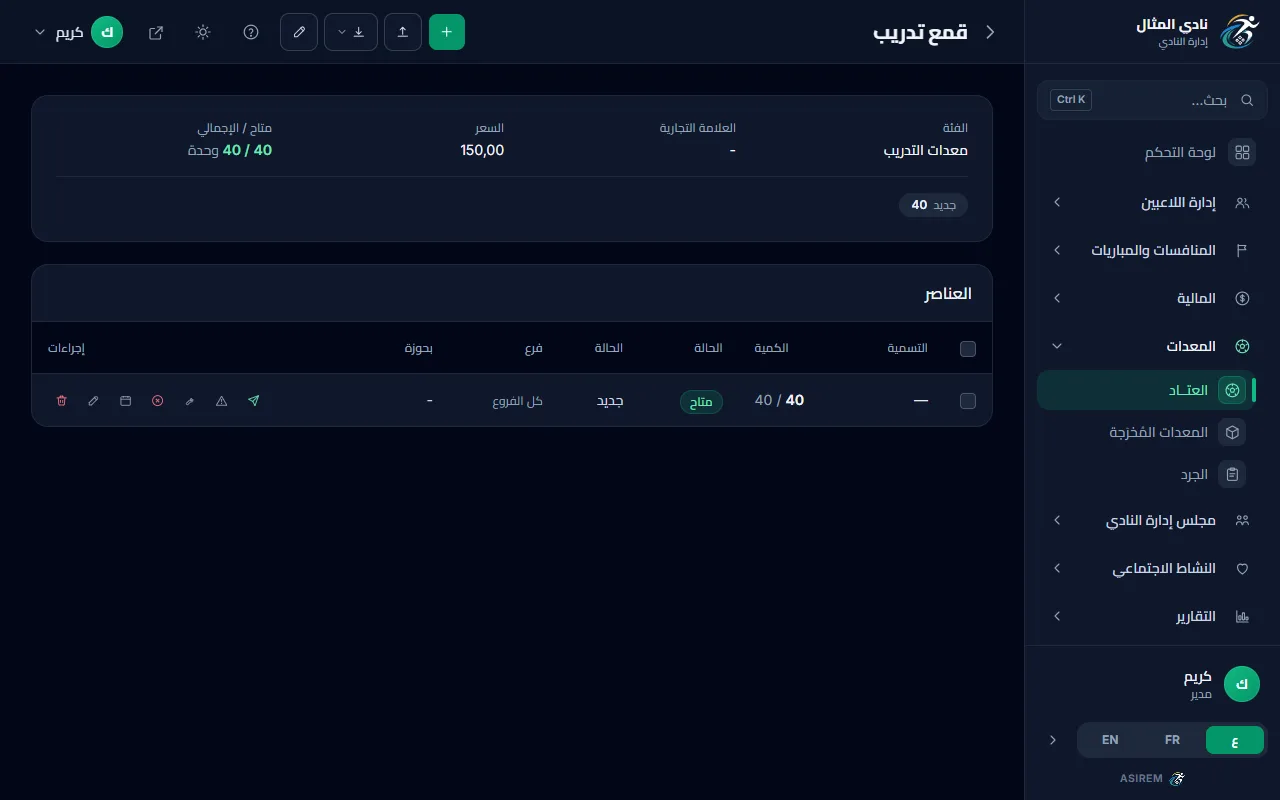 نادي المثال
إدارة النادي
بحث...
Ctrl K
لوحة التحكم
إدارة اللاعبين
المنافسات والمباريات
المالية
المعدات
العتــاد
المعدات المُخرَجة
الجرد
مجلس إدارة النادي
النشاط الاجتماعي
التقارير
ك
كريم
مدير
ع
FR
EN
ASIREM
قمع تدريب
ك
كريم
الفئة
معدات التدريب
العلامة التجارية
-
السعر
150,00
متاح / الإجمالي
40 / 40 وحدة
جديد 40
العناصر
التسمية الكمية الحالة الحالة فرع بحوزة إجراءات
— 40 / 40 متاح جديد كل الفروع -